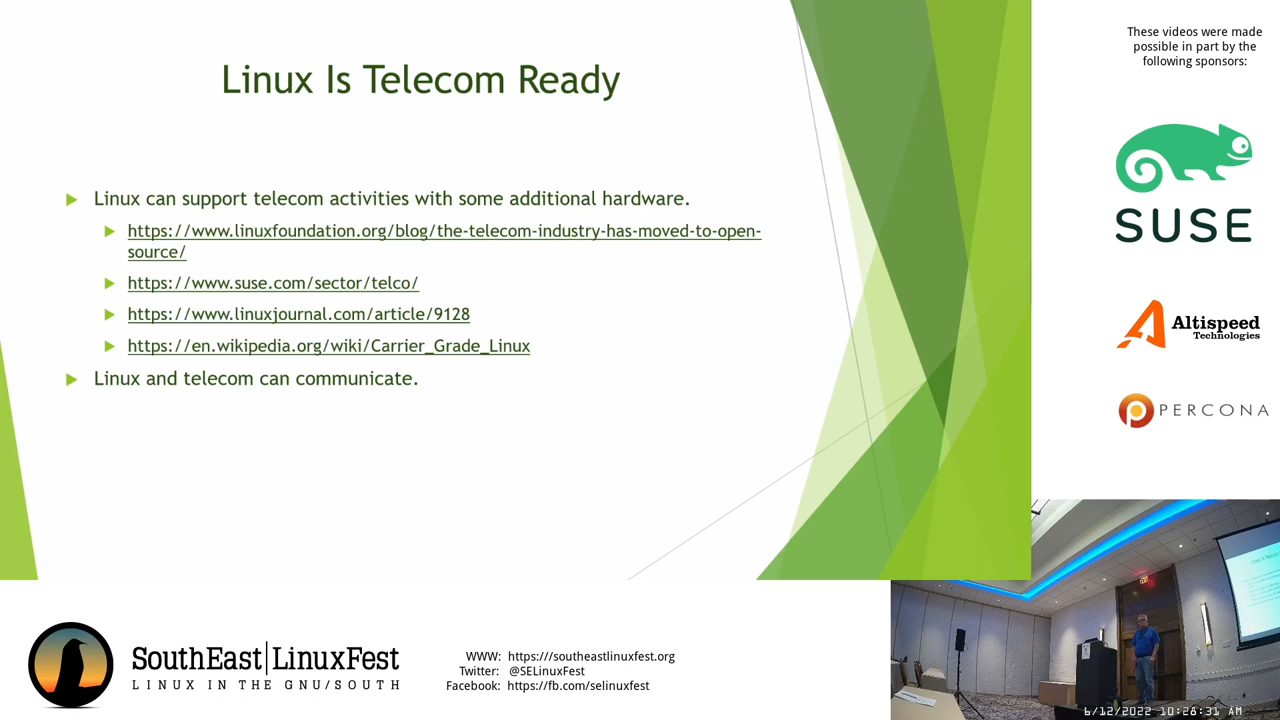 Linux Is Telecom Ready
Linux can support telecom activities with some additional hardware.
https://www.linuxfoundation.org/blog/the-telecom-industry-has-moved-to-open-
source/
https://www.suse.com/sector/telco/
https://www.linuxjournal.com/article/9128
https://en.wikipedia.org/wiki/Carrier_Grade_Linux
Linux and telecom can communicate.
These videos were made
possible in part by the
following sponsors:
SUSE
Altispeed
Technologies
PERCONA
SouthEast LinuxFest
LINUX IN THE GNU/SOUTH
WWW: https:///southeastlinuxfest.org
Twitter: @SELinuxFest
Facebook: https://fb.com/selinuxfest
EXIT
6/12/2022 10:28:31 AM